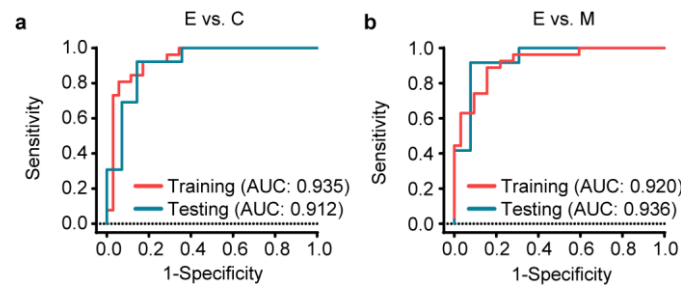 a
E vs. C
Sensitivity
1.0
0.8
0.6
0.4
0.2
0.0
Training (AUC: 0.935)
Testing (AUC: 0.912)
0.0 0.2 0.4 0.6 0.8 1.0
1-Specificity
b
E vs. M
Sensitivity
1.0
0.8
0.6
0.4
0.2
0.0
Training (AUC: 0.920)
Testing (AUC: 0.936)
0.0 0.2 0.4 0.6 0.8 1.0
1-Specificity